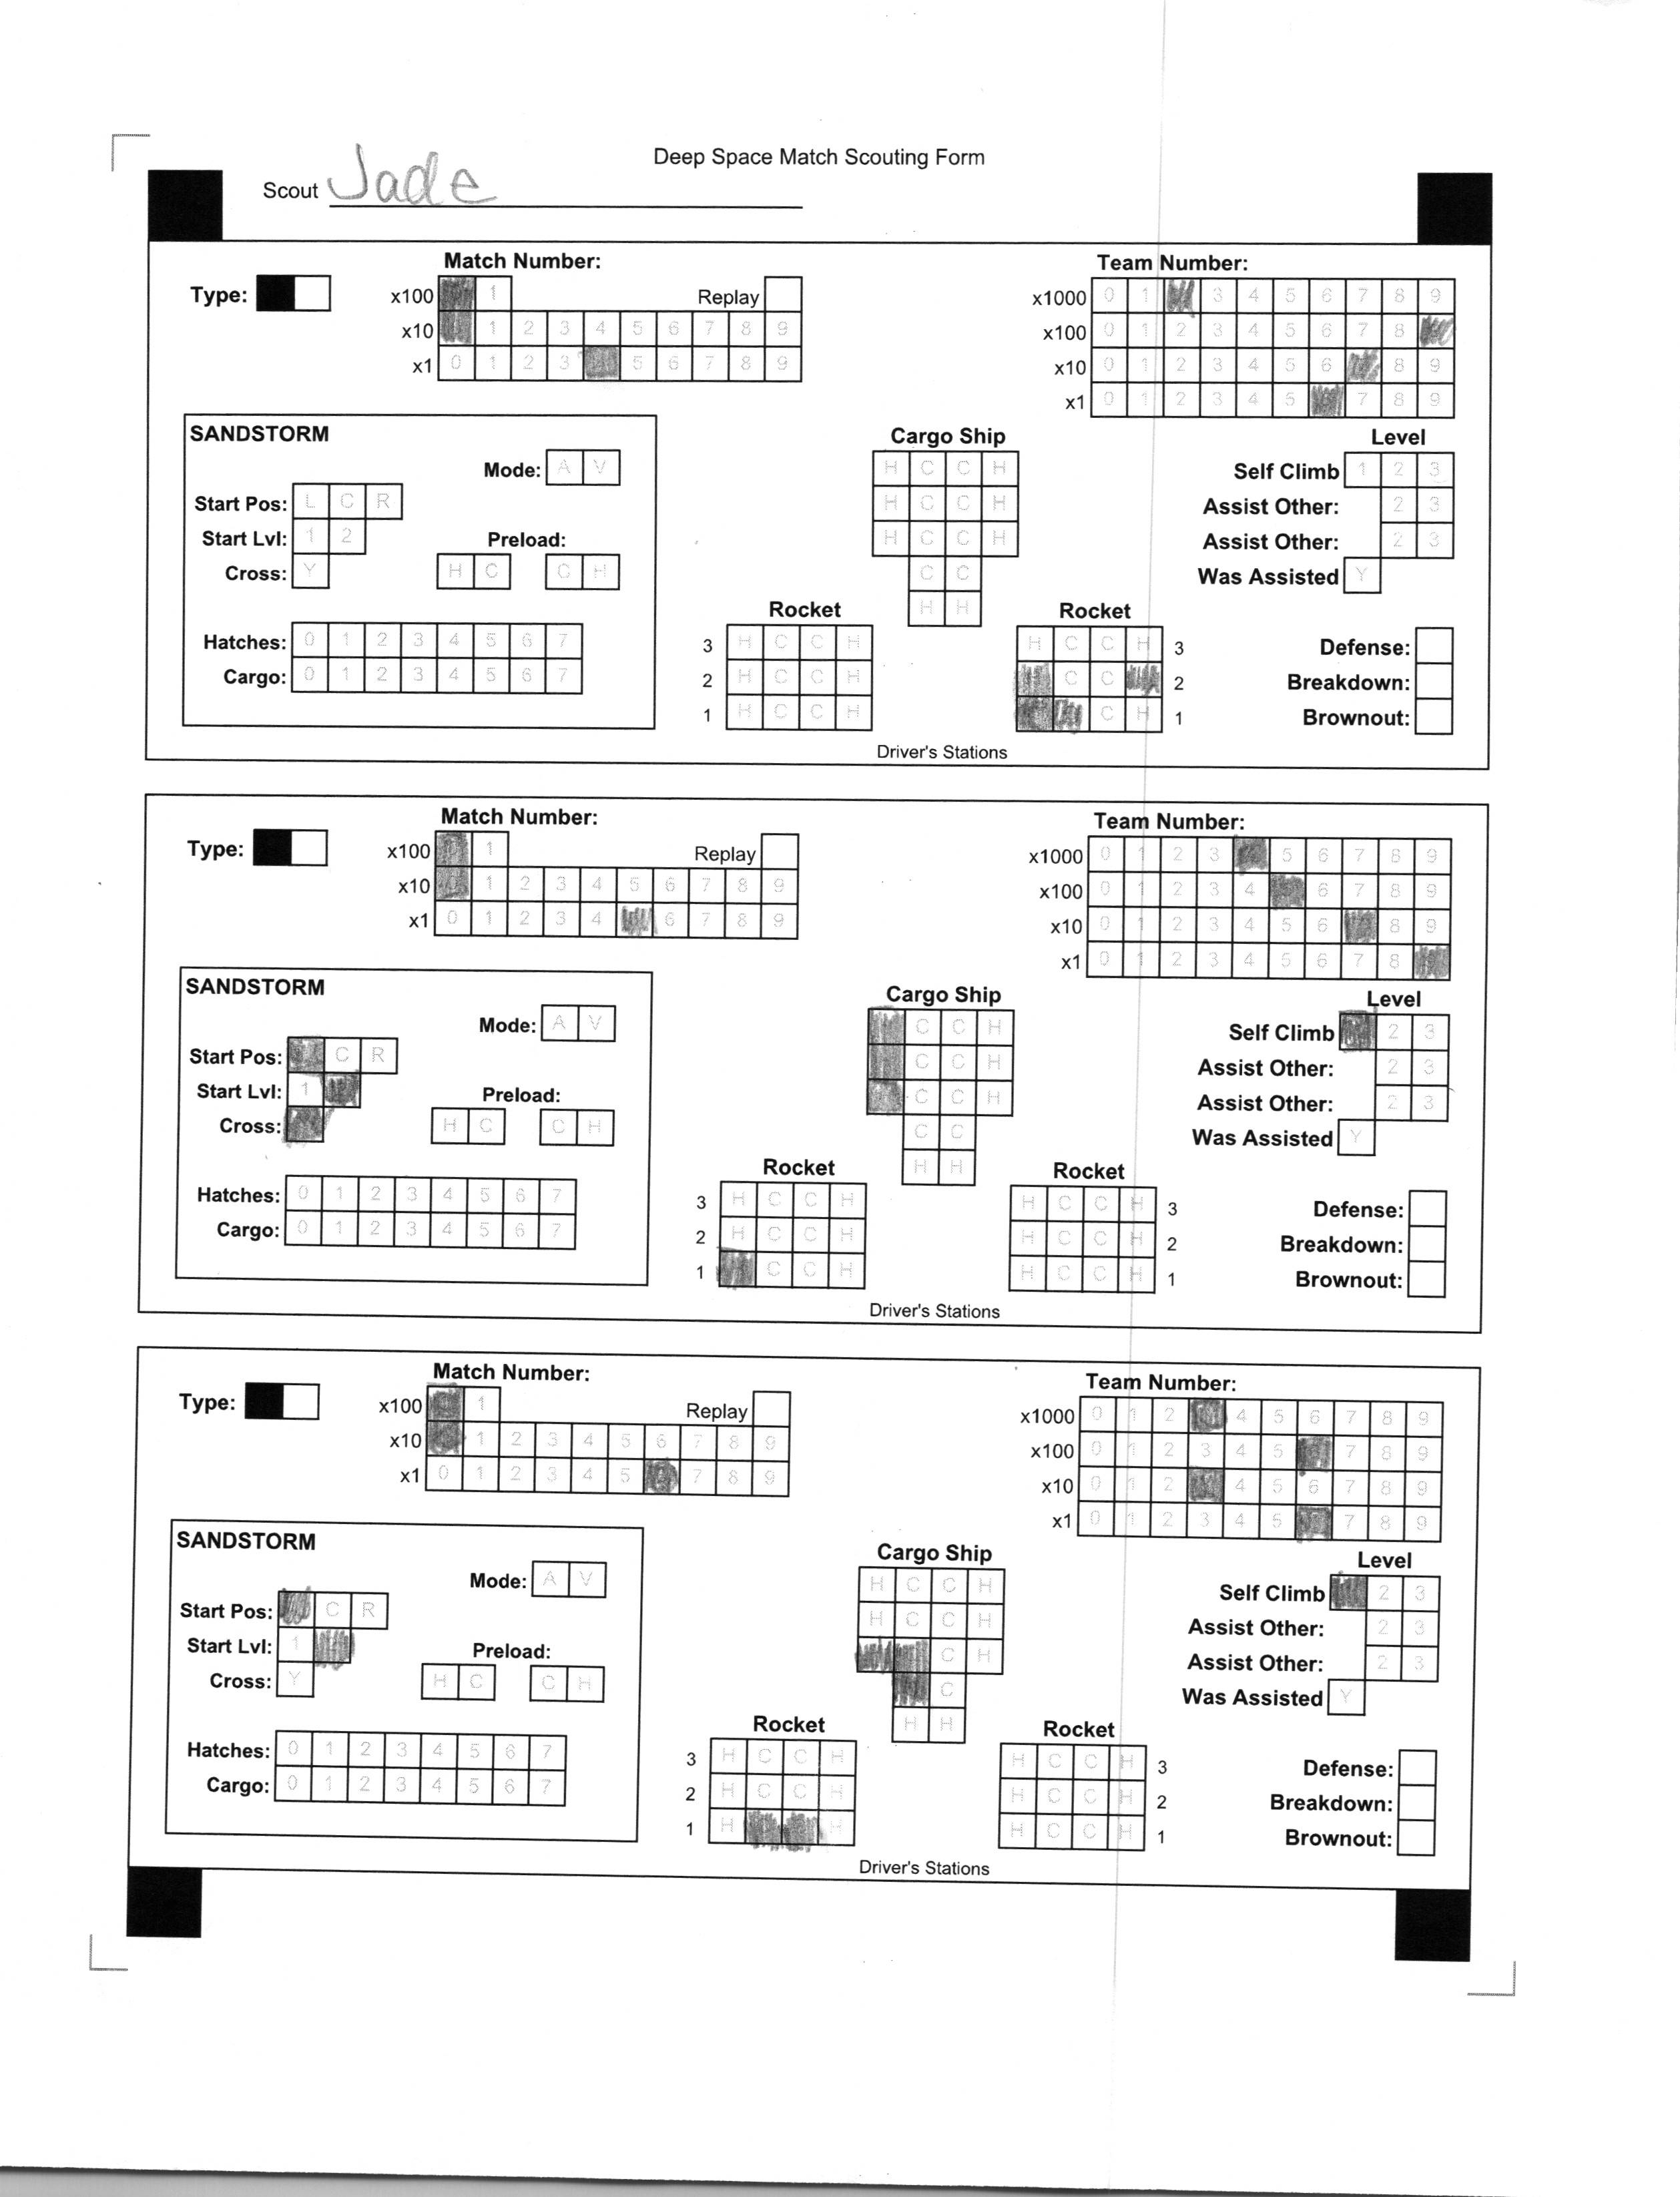 Deep Space Match Scouting Form
Scout Jade
Match Number:
Team Number:
Type:
x100 1 Replay
x10 1 2 3 4 5 6 7 8 9
x1 0 1 2 3 5 6 7 8 9
x1000 0 1 3 4 5 6 7 8 9
x100 0 1 2 3 4 5 6 7 8
x10 0 1 2 3 4 5 6 8 9
x1 0 1 2 3 4 5 7 8 9
SANDSTORM
Mode: A V
Start Pos: L C R
Start Lvl: 1 2
Preload:
Cross: Y
H C C H
Hatches: 0 1 2 3 4 5 6 7
Cargo: 0 1 2 3 4 5 6 7
Cargo Ship
H C C H
H C C H
H C C H
C C
H H
Rocket
3 H C C H
2 H C C H
1 H C C H
Rocket
H C C H 3
C C 2
C H 1
Level
Self Climb 1 2 3
Assist Other: 2 3
Assist Other: 2 3
Was Assisted Y
Defense:
Breakdown:
Brownout:
Driver's Stations
Match Number:
Team Number:
Type:
x100 1 Replay
x10 1 2 3 4 5 6 7 8 9
x1 0 1 2 3 4 6 7 8 9
x1000 0 1 2 3 5 6 7 8 9
x100 0 1 2 3 4 6 7 8 9
x10 0 1 2 3 4 5 6 8 9
x1 0 1 2 3 4 5 6 7 8
SANDSTORM
Mode: A V
Start Pos: C R
Start Lvl: 1
Preload:
Cross:
H C C H
Hatches: 0 1 2 3 4 5 6 7
Cargo: 0 1 2 3 4 5 6 7
Cargo Ship
C C H
C C H
C C H
C C
H H
Rocket
3 H C C H
2 H C C H
1 C C H
Rocket
H C C H 3
H C C H 2
H C C H 1
Level
Self Climb 2 3
Assist Other: 2 3
Assist Other: 2 3
Was Assisted Y
Defense:
Breakdown:
Brownout:
Driver's Stations
Match Number:
Team Number:
Type:
x100 1 Replay
x10 1 2 3 4 5 6 7 8 9
x1 0 1 2 3 4 5 7 8 9
x1000 0 1 2 4 5 6 7 8 9
x100 0 1 2 3 4 5 7 8 9
x10 0 1 2 4 5 6 7 8 9
x1 0 1 2 3 4 5 7 8 9
SANDSTORM
Mode: A V
Start Pos: C R
Start Lvl: 1
Preload:
Cross: Y
H C C H
Hatches: 0 1 2 3 4 5 6 7
Cargo: 0 1 2 3 4 5 6 7
Cargo Ship
H C C H
H C C H
C H
C
H H
Rocket
3 H C C H
2 H C C H
1 H H
Rocket
H C C H 3
H C C H 2
H C C H 1
Level
Self Climb 2 3
Assist Other: 2 3
Assist Other: 2 3
Was Assisted Y
Defense:
Breakdown:
Brownout:
Driver's Stations